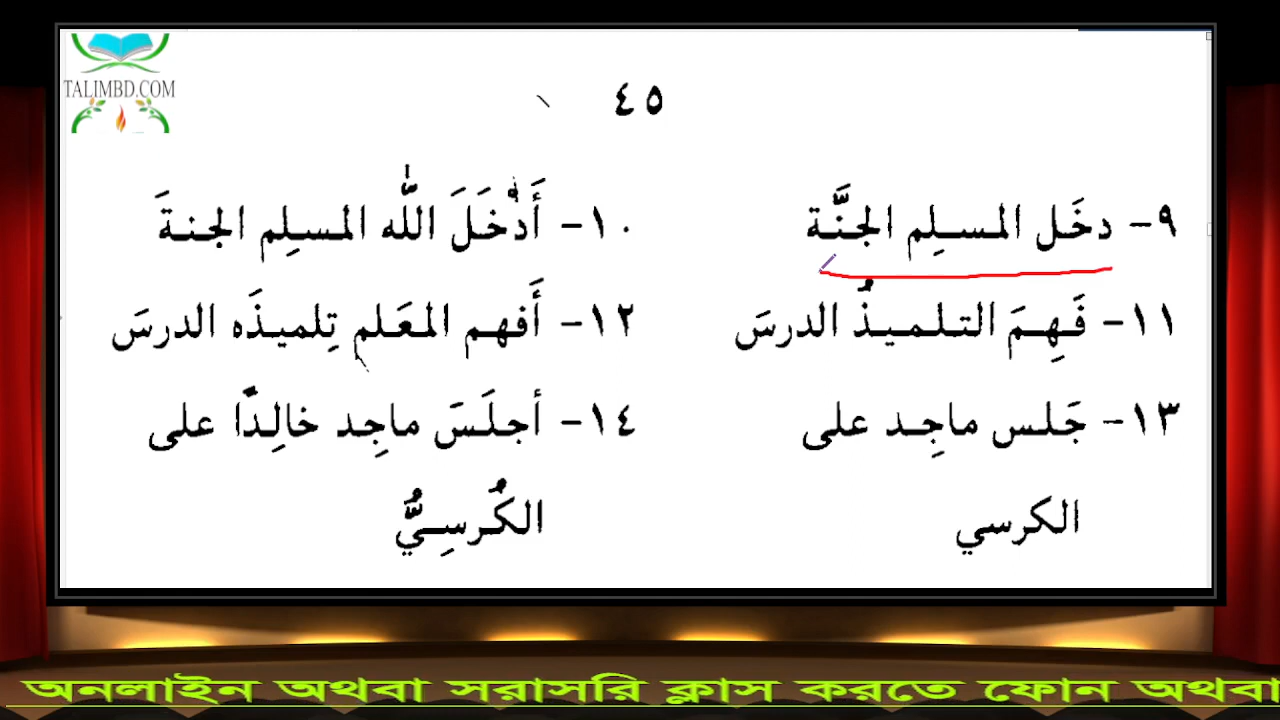 TALIMBD.COM
٤٥
٩- دخَل المسلِم الجنَّة
١٠- أَدْخَلَ اللّه المسلِم الجنةَ
١١- فَهِمَ التلميذُ الدرسَ
١٢- أَفهم المعَلم تِلميذَه الدرسَ
١٣- جَلس ماجِد على
١٤- أجلَسَ ماجِد خالِدًا على
الكرسي
الكُرسِيُّ
অনলাইন অথবা সরাসরি ক্লাস করতে ফোন অথবা